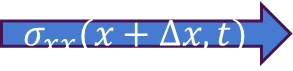 σₓₓ(x + Δx, t)